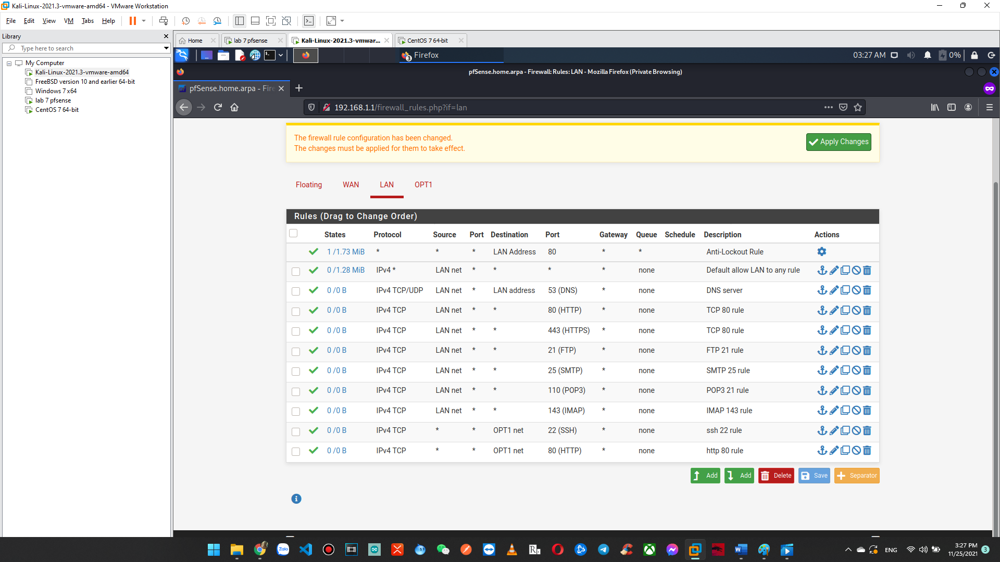 Kali-Linux-2021.3-vmware-amd64 - VMware Workstation
File Edit View VM Tabs Help
Library
Type here to search
My Computer
Kali-Linux-2021.3-vmware-amd64
FreeBSD version 10 and earlier 64-bit
Windows 7 x64
lab 7 pfsense
CentOS 7 64-bit
Home lab 7 pfsense Kali-Linux-2021.3-vmwar... CentOS 7 64-bit
3 Firefox 03:27 AM 0%
pfSense.home.arpa - Firewall: Rules: LAN - Mozilla Firefox (Private Browsing)
pfSense.home.arpa - Fire
192.168.1.1/firewall_rules.php?if=lan
The firewall rule configuration has been changed.
The changes must be applied for them to take effect.
Apply Changes
Floating WAN LAN OPT1
Rules (Drag to Change Order)
States Protocol Source Port Destination Port Gateway Queue Schedule Description Actions
1 /1.73 MiB * * * LAN Address 80 * * Anti-Lockout Rule
0 /1.28 MiB IPv4 * LAN net * * * * none Default allow LAN to any rule
0 /0 B IPv4 TCP/UDP LAN net * LAN address 53 (DNS) * none DNS server
0 /0 B IPv4 TCP LAN net * * 80 (HTTP) * none TCP 80 rule
0 /0 B IPv4 TCP LAN net * * 443 (HTTPS) * none TCP 80 rule
0 /0 B IPv4 TCP LAN net * * 21 (FTP) * none FTP 21 rule
0 /0 B IPv4 TCP LAN net * * 25 (SMTP) * none SMTP 25 rule
0 /0 B IPv4 TCP LAN net * * 110 (POP3) * none POP3 21 rule
0 /0 B IPv4 TCP LAN net * * 143 (IMAP) * none IMAP 143 rule
0 /0 B IPv4 TCP * * OPT1 net 22 (SSH) * none ssh 22 rule
0 /0 B IPv4 TCP * * OPT1 net 80 (HTTP) * none http 80 rule
Add Add Delete Save Separator
Zalo
ENG
3:27 PM
11/25/2021
3